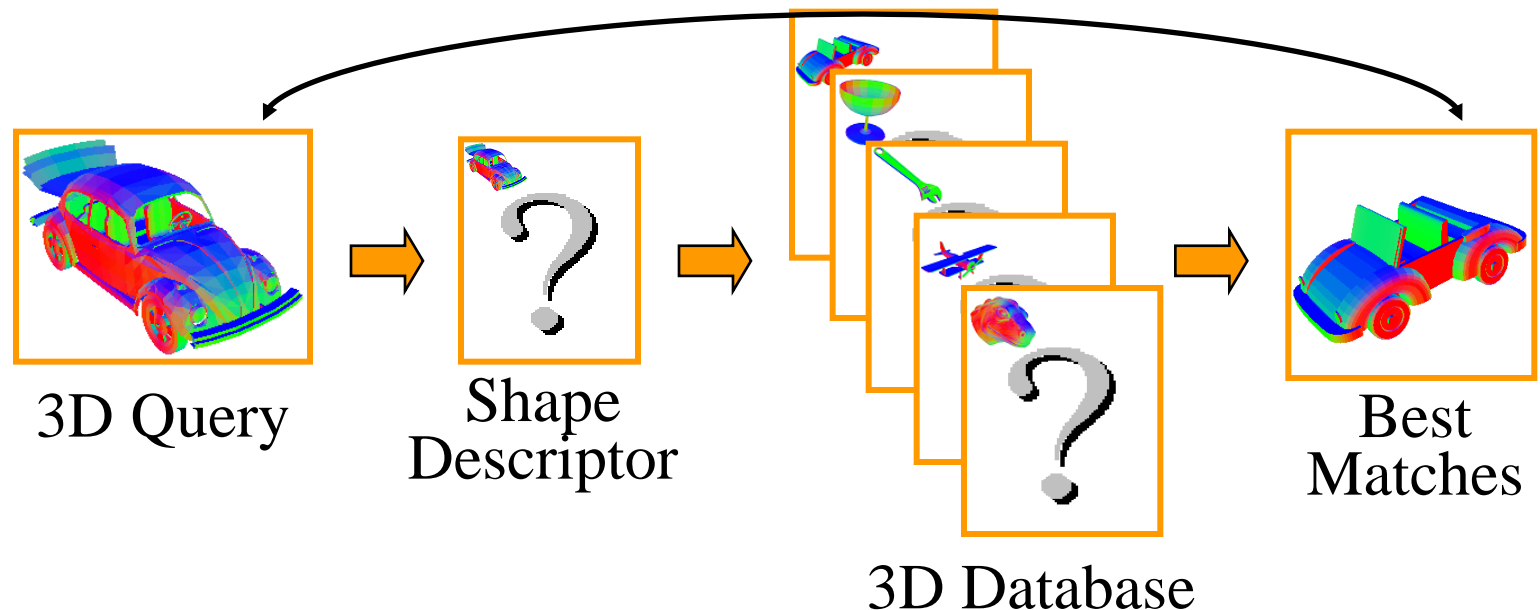 3D Query
Shape
Descriptor
?
3D Database
?
Best
Matches